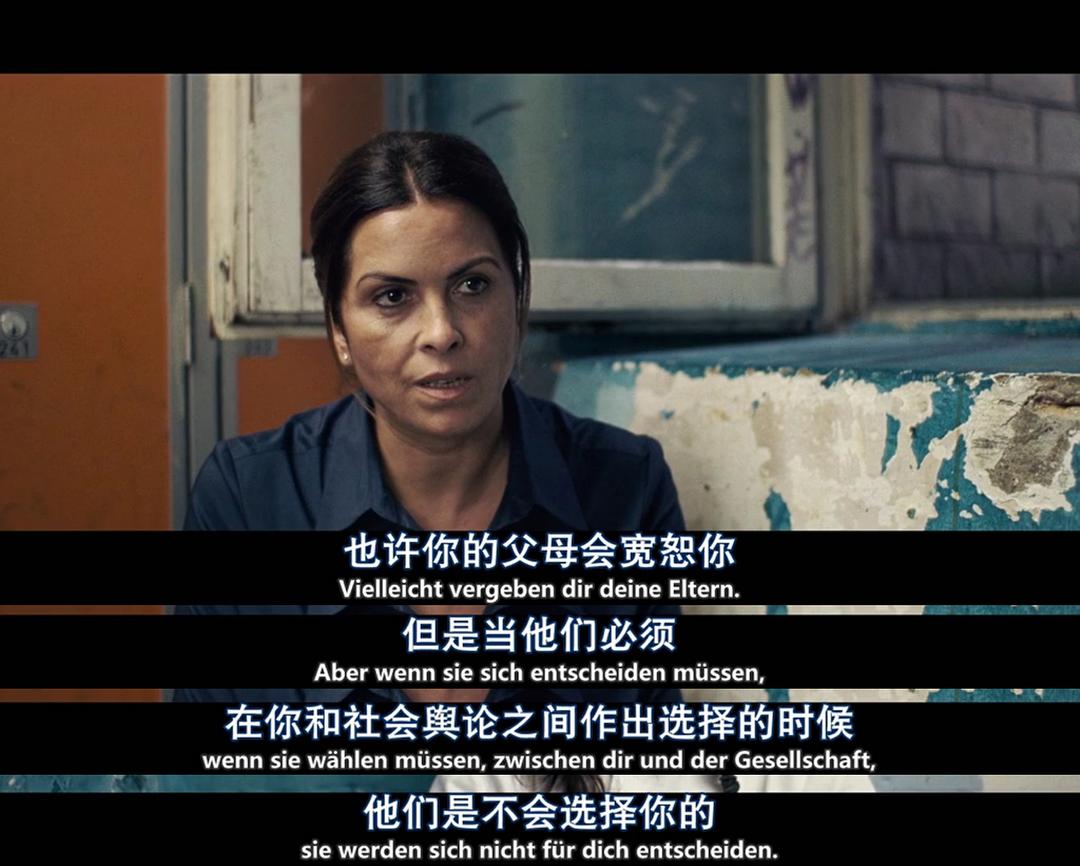 241
也许你的父母会宽恕你
Vielleicht vergeben dir deine Eltern.
但是当他们必须
Aber wenn sie sich entscheiden müssen,
在你和社会舆论之间作出选择的时候
wenn sie wählen müssen, zwischen dir und der Gesellschaft,
他们是不会选择你的
sie werden sich nicht für dich entscheiden.